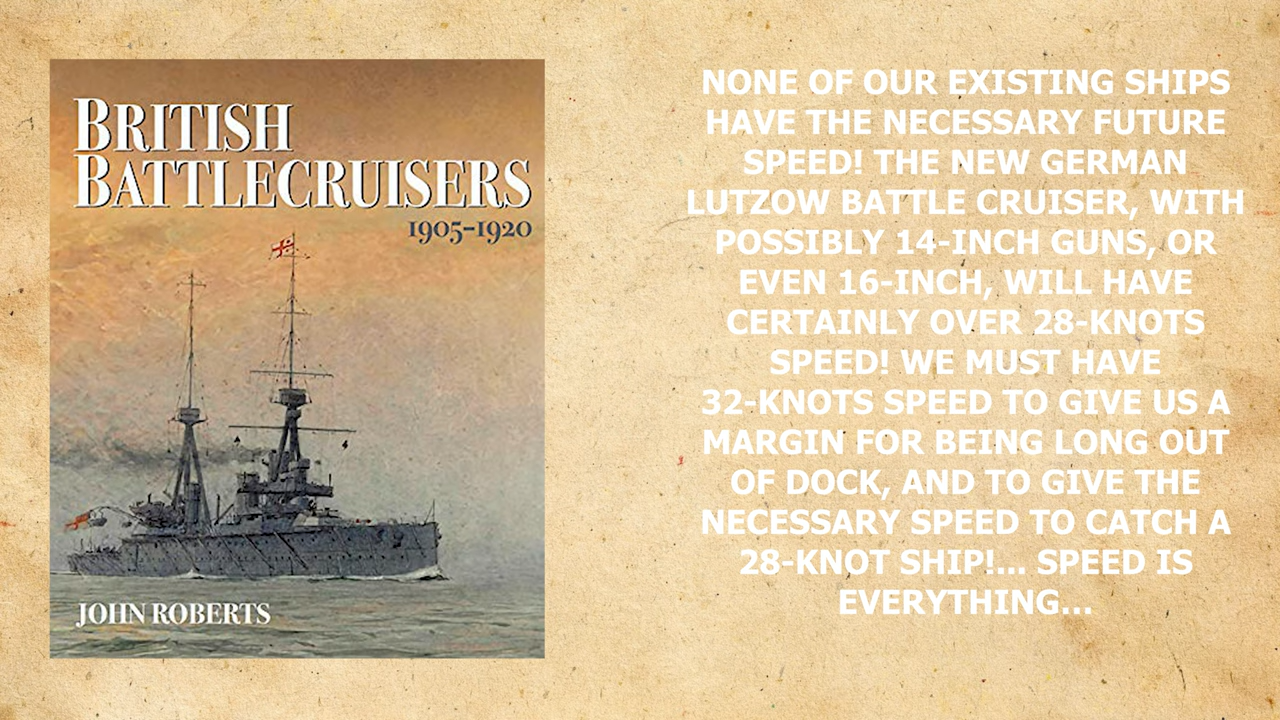 BRITISH
BATTLECRUISERS
1905-1920
JOHN ROBERTS
NONE OF OUR EXISTING SHIPS
HAVE THE NECESSARY FUTURE
SPEED! THE NEW GERMAN
LUTZOW BATTLE CRUISER, WITH
POSSIBLY 14-INCH GUNS, OR
EVEN 16-INCH, WILL HAVE
CERTAINLY OVER 28-KNOTS
SPEED! WE MUST HAVE
32-KNOTS SPEED TO GIVE US A
MARGIN FOR BEING LONG OUT
OF DOCK, AND TO GIVE THE
NECESSARY SPEED TO CATCH A
28-KNOT SHIP!... SPEED IS
EVERYTHING...